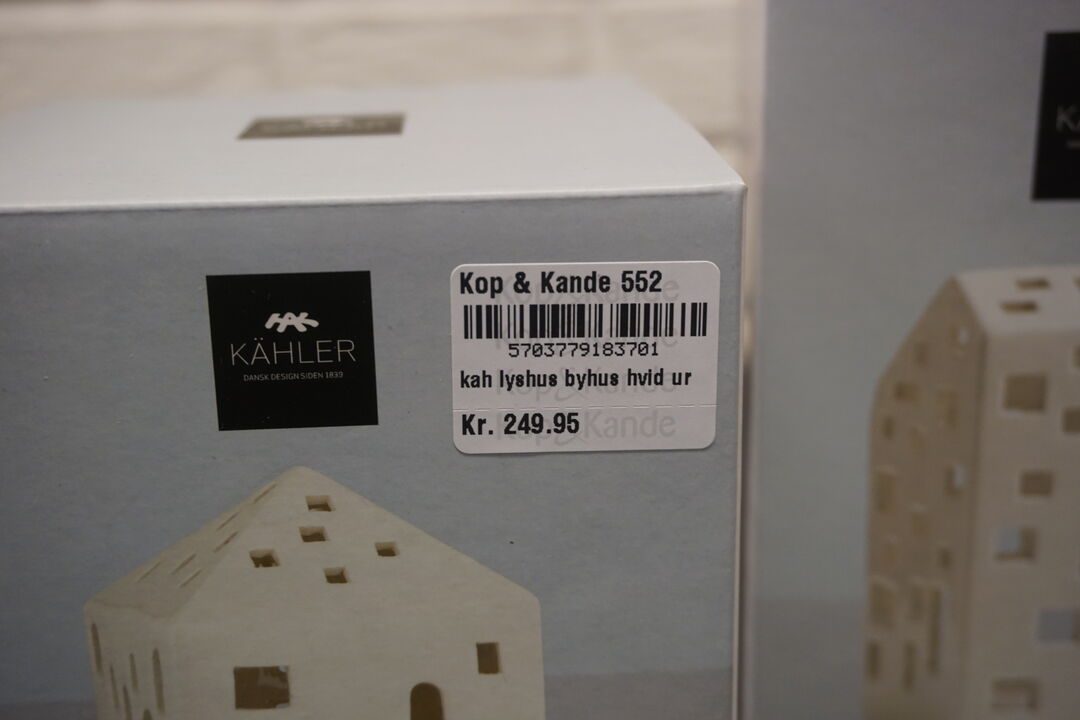 KÄHLER
DANSK DESIGN SIDEN 1839
Kop & Kande 552
5703779183701
kah lyshus byhus hvid ur
Kr. 249.95